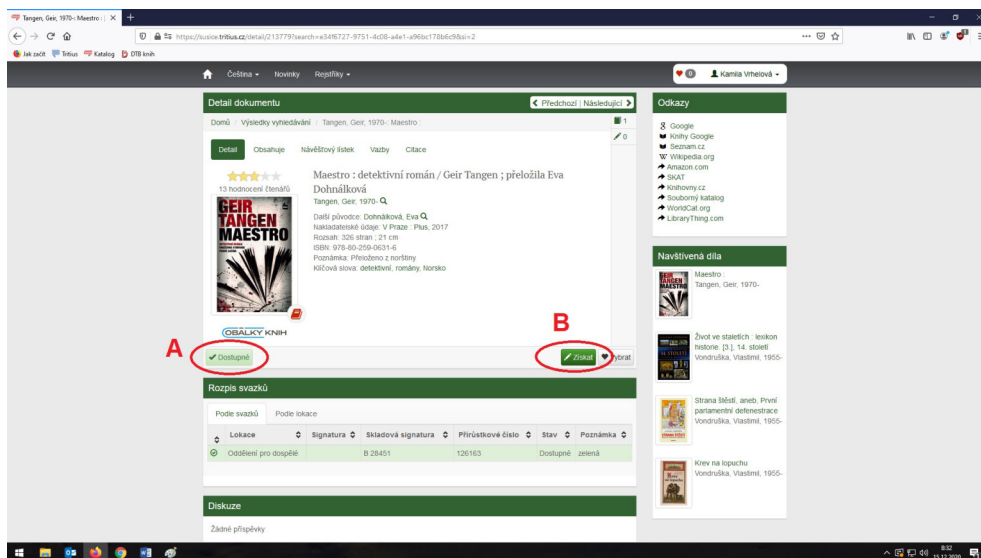 Tangen, Geir, 1970-: Maestro : |
https://susice.tritius.cz/detail/213779?search=e34f6727-9751-4c08-a4e1-a96bc178b6c9&si=2
Jak začít Tritius Katalog DTB knih
Čeština Novinky Rejstříky 0 Kamila Vrhelová
Detail dokumentu Předchozí | Následující
Odkazy
Domů / Výsledky vyhledávání / Tangen, Geir, 1970-: Maestro : 1
0
Detail Obsahuje Návěštový lístek Vazby Citace
Google
Knihy Google
Seznam.cz
Wikipedia.org
Amazon.com
SKAT
Knihovny.cz
Souborný katalog
WorldCat.org
LibraryThing.com
13 hodnocení čtenářů
Maestro : detektivní román / Geir Tangen ; přeložila Eva
Dohnálková
Tangen, Geir, 1970-
Další původce: Dohnálková, Eva
Nakladatelské údaje: V Praze : Plus, 2017
Rozsah: 326 stran ; 21 cm
ISBN: 978-80-259-0631-6
Poznámka: Přeloženo z norštiny
Klíčová slova: detektivní, romány, Norsko
GEIR
TANGEN
MAESTRO
OBÁLKY KNIH
A
B
Dostupné
Získat Vybrat
Navštívená díla
Maestro :
Tangen, Geir, 1970-
Život ve staletích : lexikon
historie. [3.], 14. století
Vondruška, Vlastimil, 1955-
Strana štěstí, aneb, První
parlamentní defenestrace
Vondruška, Vlastimil, 1955-
Krev na lopuchu
Vondruška, Vlastimil, 1955-
Rozpis svazků
Podle svazků Podle lokace
Lokace Signatura Skladová signatura Přírůstkové číslo Stav Poznámka
Oddělení pro dospělé B 28451 126163 Dostupné zelená
Diskuze
Žádné příspěvky
8:32
15.12.2020